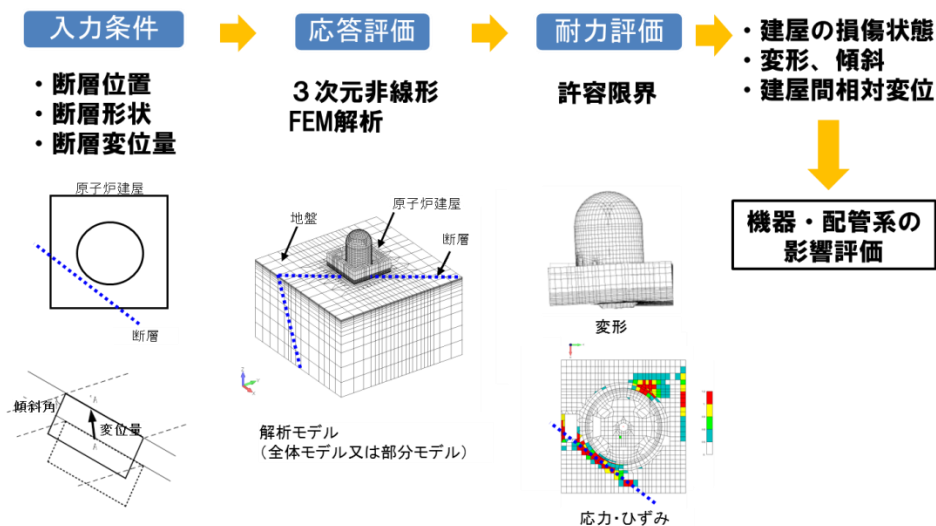 入力条件
応答評価
耐力評価
・建屋の損傷状態
・変形、傾斜
・建屋間相対変位
・断層位置
・断層形状
・断層変位量
３次元非線形
FEM解析
許容限界
機器・配管系の
影響評価
原子炉建屋
断層
傾斜角
変位量
地盤
原子炉建屋
断層
解析モデル
（全体モデル又は部分モデル）
変形
応力・ひずみ